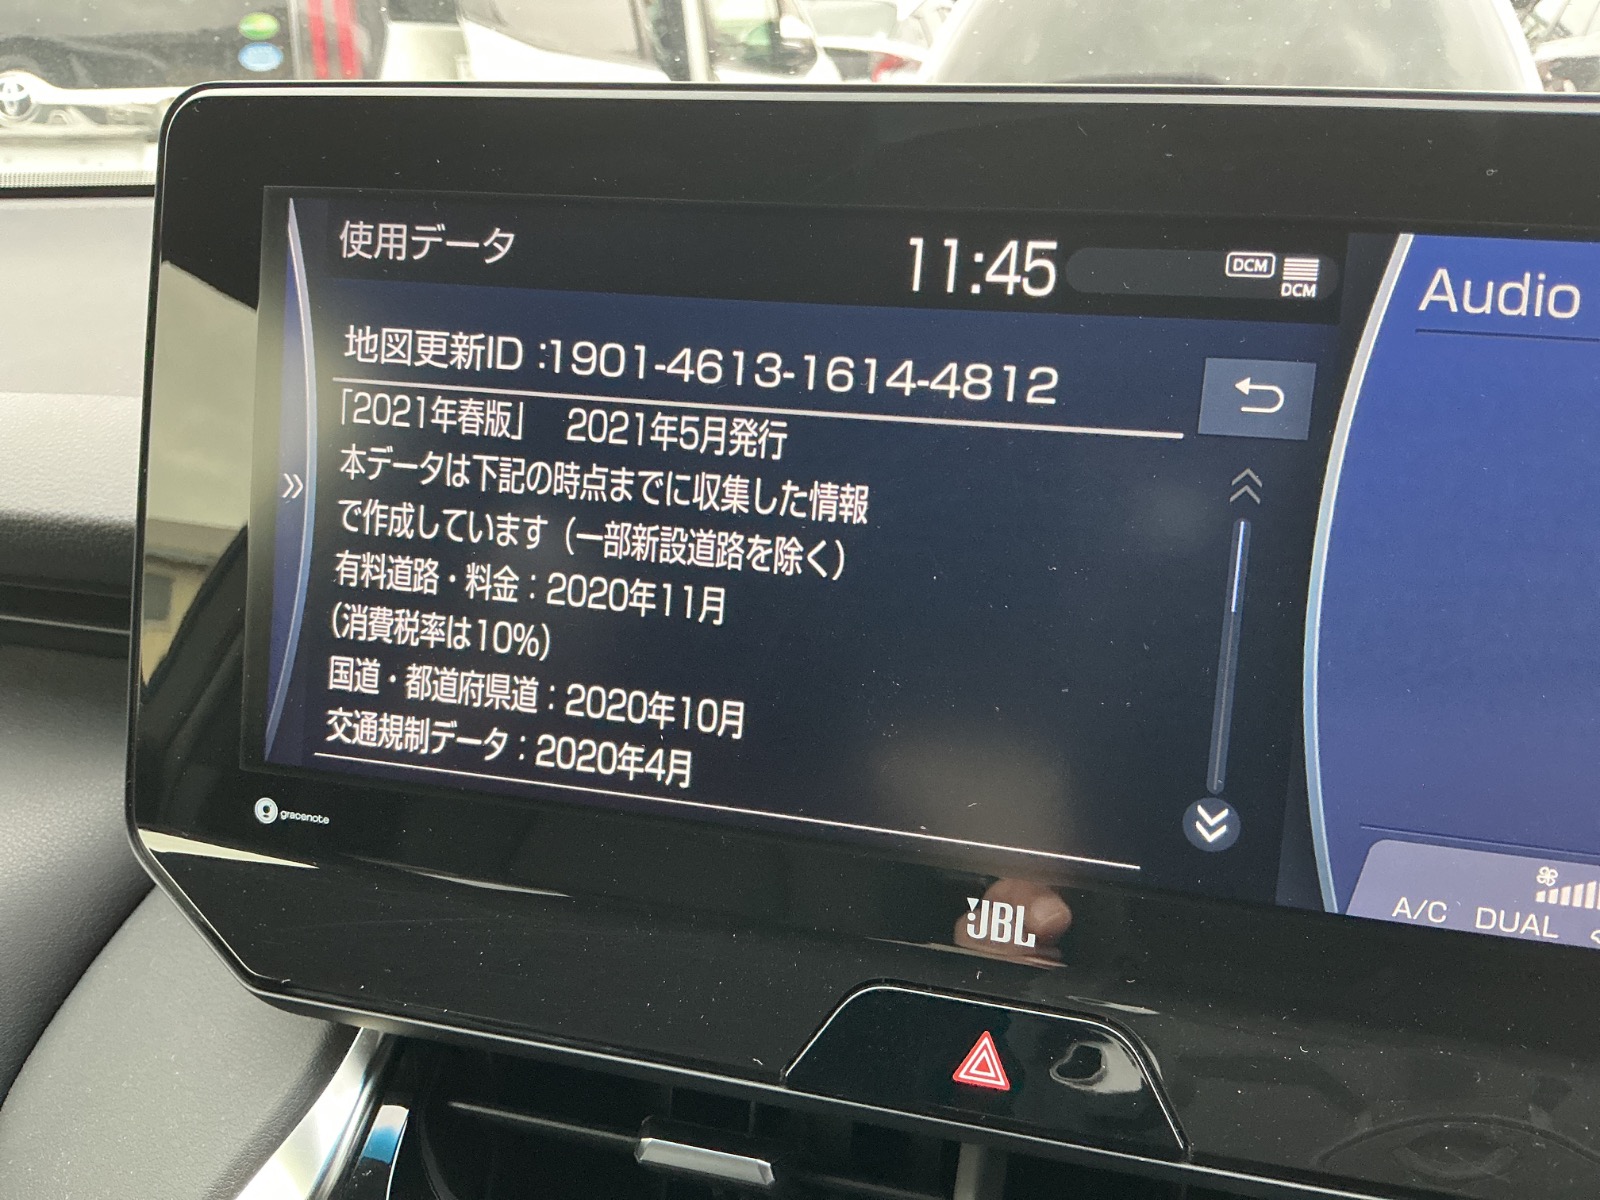 使用データ
11:45
DCM
DCM
Audio
地図更新ID :1901-4613-1614-4812
「2021年春版」　2021年5月発行
本データは下記の時点までに収集した情報
で作成しています（一部新設道路を除く）
有料道路・料金：2020年11月
(消費税率は10%)
国道・都道府県道：2020年10月
交通規制データ：2020年4月
gracenote
JBL
A/C DUAL